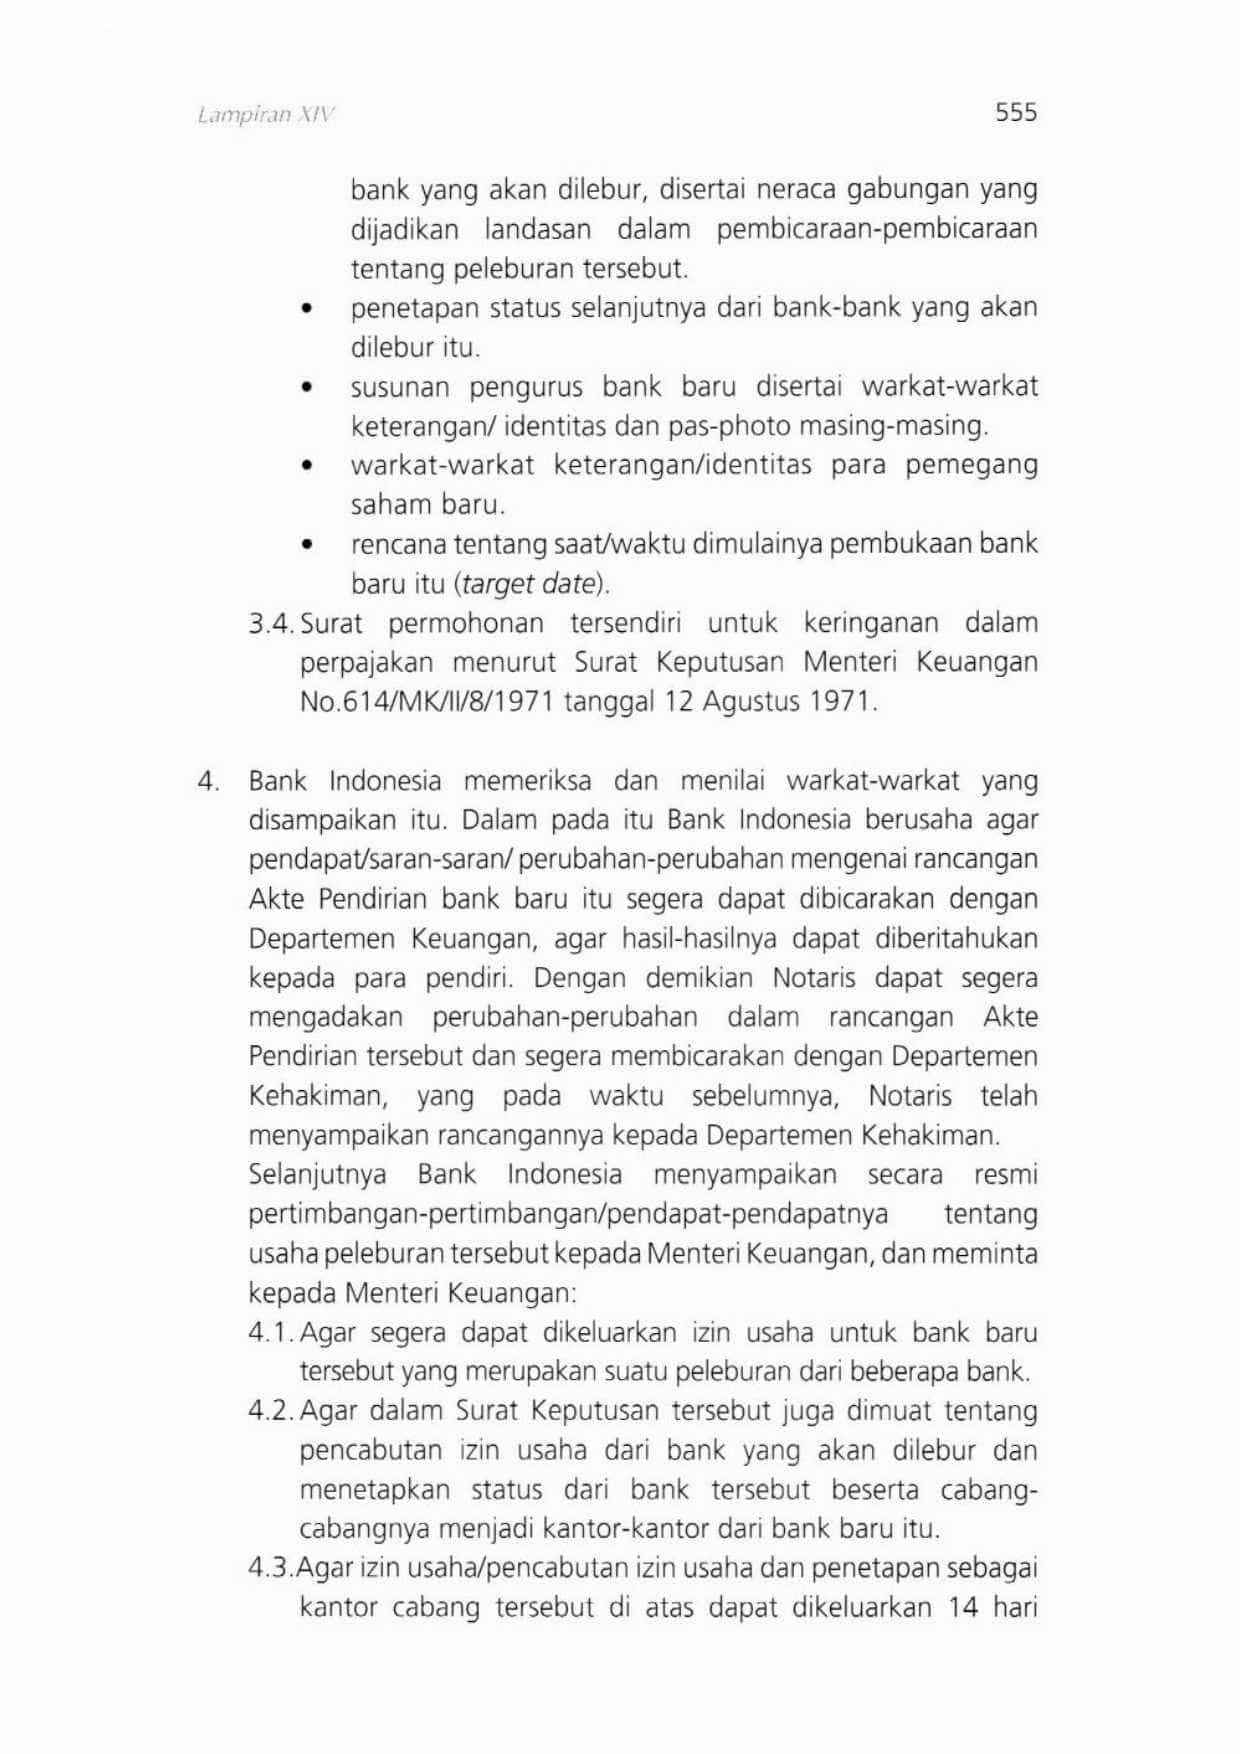 Lampiran XIV 555
bank yang akan dilebur, disertai neraca gabungan yang
dijadikan landasan dalam pembicaraan-pembicaraan
tentang peleburan tersebut.
• penetapan status selanjutnya dari bank-bank yang akan
dilebur itu.
• susunan pengurus bank baru disertai warkat-warkat
keterangan/ identitas dan pas-photo masing-masing.
• warkat-warkat keterangan/identitas para pemegang
saham baru.
• rencana tentang saat/waktu dimulainya pembukaan bank
baru itu (target date).
3.4. Surat permohonan tersendiri untuk keringanan dalam
perpajakan menurut Surat Keputusan Menteri Keuangan
No.614/MK/II/8/1971 tanggal 12 Agustus 1971.
4. Bank Indonesia memeriksa dan menilai warkat-warkat yang
disampaikan itu. Dalam pada itu Bank Indonesia berusaha agar
pendapat/saran-saran/ perubahan-perubahan mengenai rancangan
Akte Pendirian bank baru itu segera dapat dibicarakan dengan
Departemen Keuangan, agar hasil-hasilnya dapat diberitahukan
kepada para pendiri. Dengan demikian Notaris dapat segera
mengadakan perubahan-perubahan dalam rancangan Akte
Pendirian tersebut dan segera membicarakan dengan Departemen
Kehakiman, yang pada waktu sebelumnya, Notaris telah
menyampaikan rancangannya kepada Departemen Kehakiman.
Selanjutnya Bank Indonesia menyampaikan secara resmi
pertimbangan-pertimbangan/pendapat-pendapatnya tentang
usaha peleburan tersebut kepada Menteri Keuangan, dan meminta
kepada Menteri Keuangan:
4.1. Agar segera dapat dikeluarkan izin usaha untuk bank baru
tersebut yang merupakan suatu peleburan dari beberapa bank.
4.2. Agar dalam Surat Keputusan tersebut juga dimuat tentang
pencabutan izin usaha dari bank yang akan dilebur dan
menetapkan status dari bank tersebut beserta cabang-
cabangnya menjadi kantor-kantor dari bank baru itu.
4.3.Agar izin usaha/pencabutan izin usaha dan penetapan sebagai
kantor cabang tersebut di atas dapat dikeluarkan 14 hari